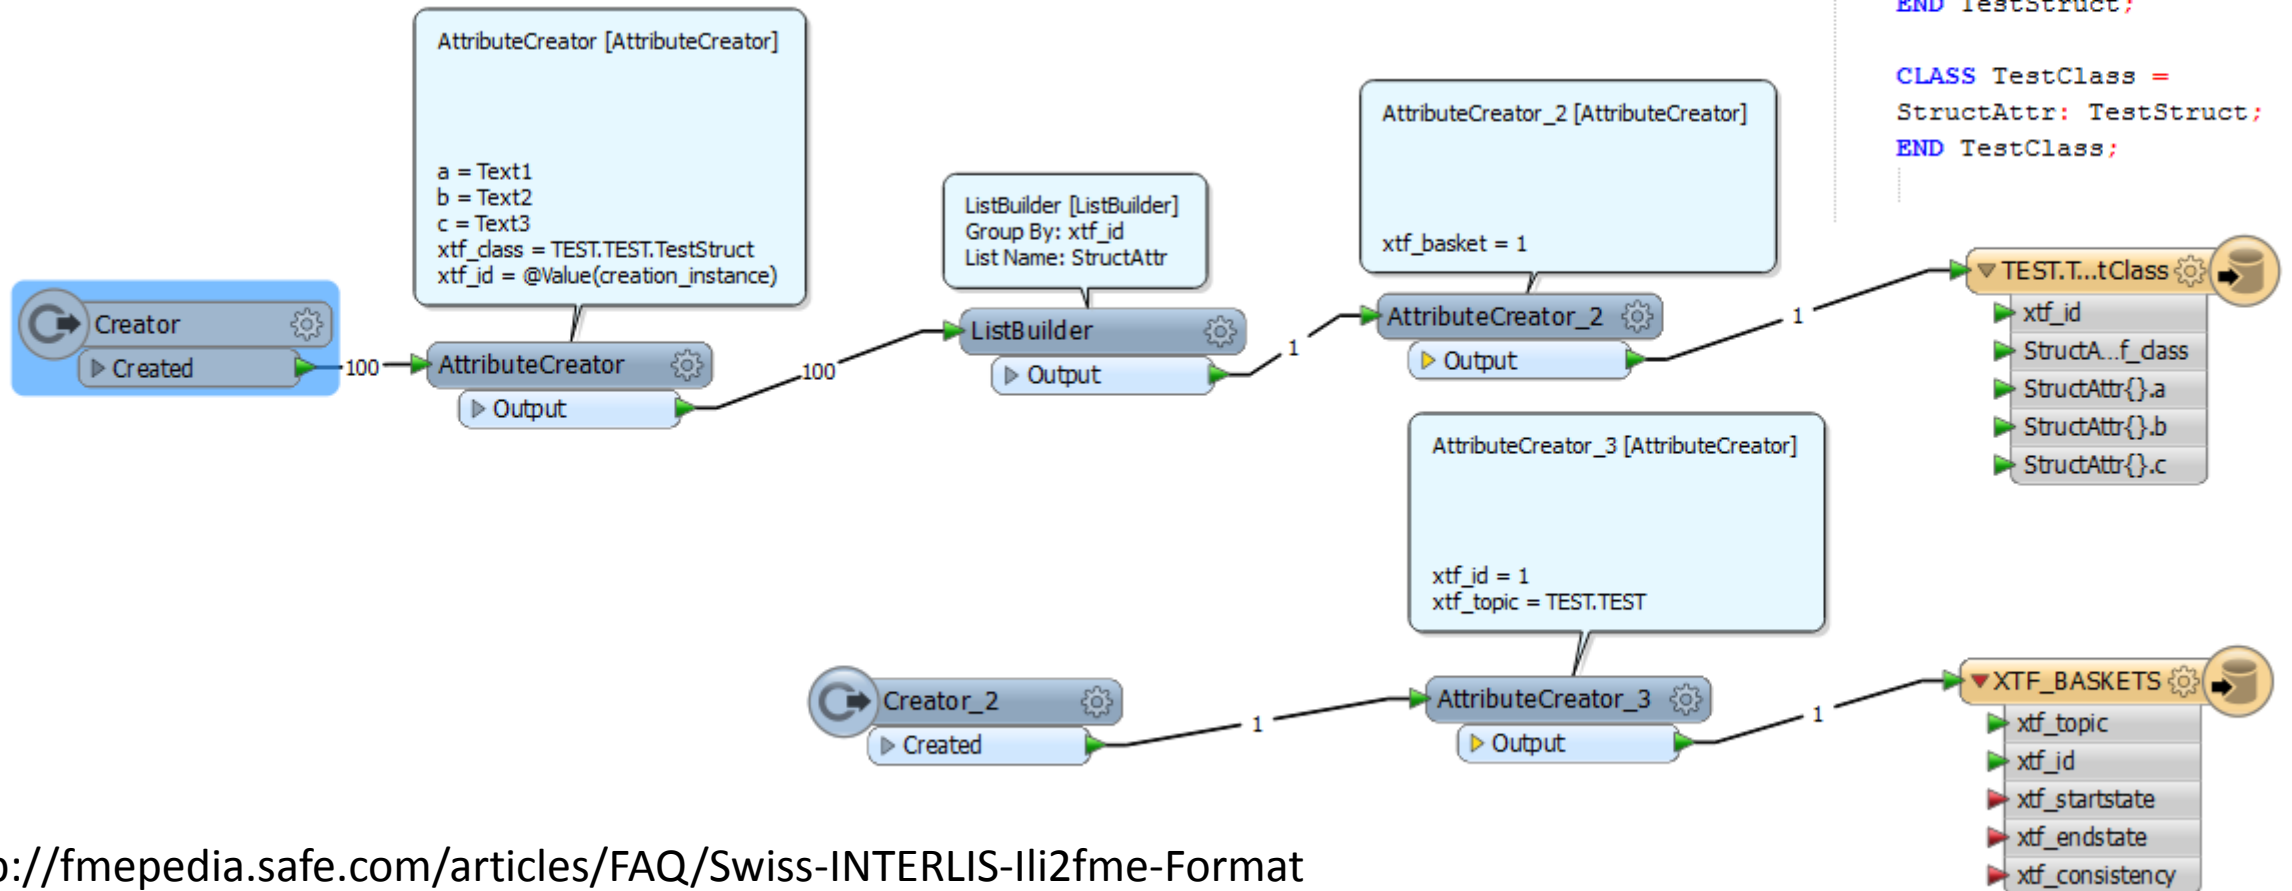 END TestStruct;
CLASS TestClass =
StructAttr: TestStruct;
END TestClass;
AttributeCreator [AttributeCreator]
a = Text1
b = Text2
c = Text3
xtf_class = TEST.TEST.TestStruct
xtf_id = @Value(creation_instance)
Creator
Created
100
AttributeCreator
Output
100
ListBuilder [ListBuilder]
Group By: xtf_id
List Name: StructAttr
ListBuilder
Output
1
AttributeCreator_2 [AttributeCreator]
xtf_basket = 1
AttributeCreator_2
Output
1
TEST.T...tClass
xtf_id
StructA...f_class
StructAttr{}.a
StructAttr{}.b
StructAttr{}.c
AttributeCreator_3 [AttributeCreator]
xtf_id = 1
xtf_topic = TEST.TEST
Creator_2
Created
1
AttributeCreator_3
Output
1
XTF_BASKETS
xtf_topic
xtf_id
xtf_startstate
xtf_endstate
xtf_consistency
://fmepedia.safe.com/articles/FAQ/Swiss-INTERLIS-Ili2fme-Format